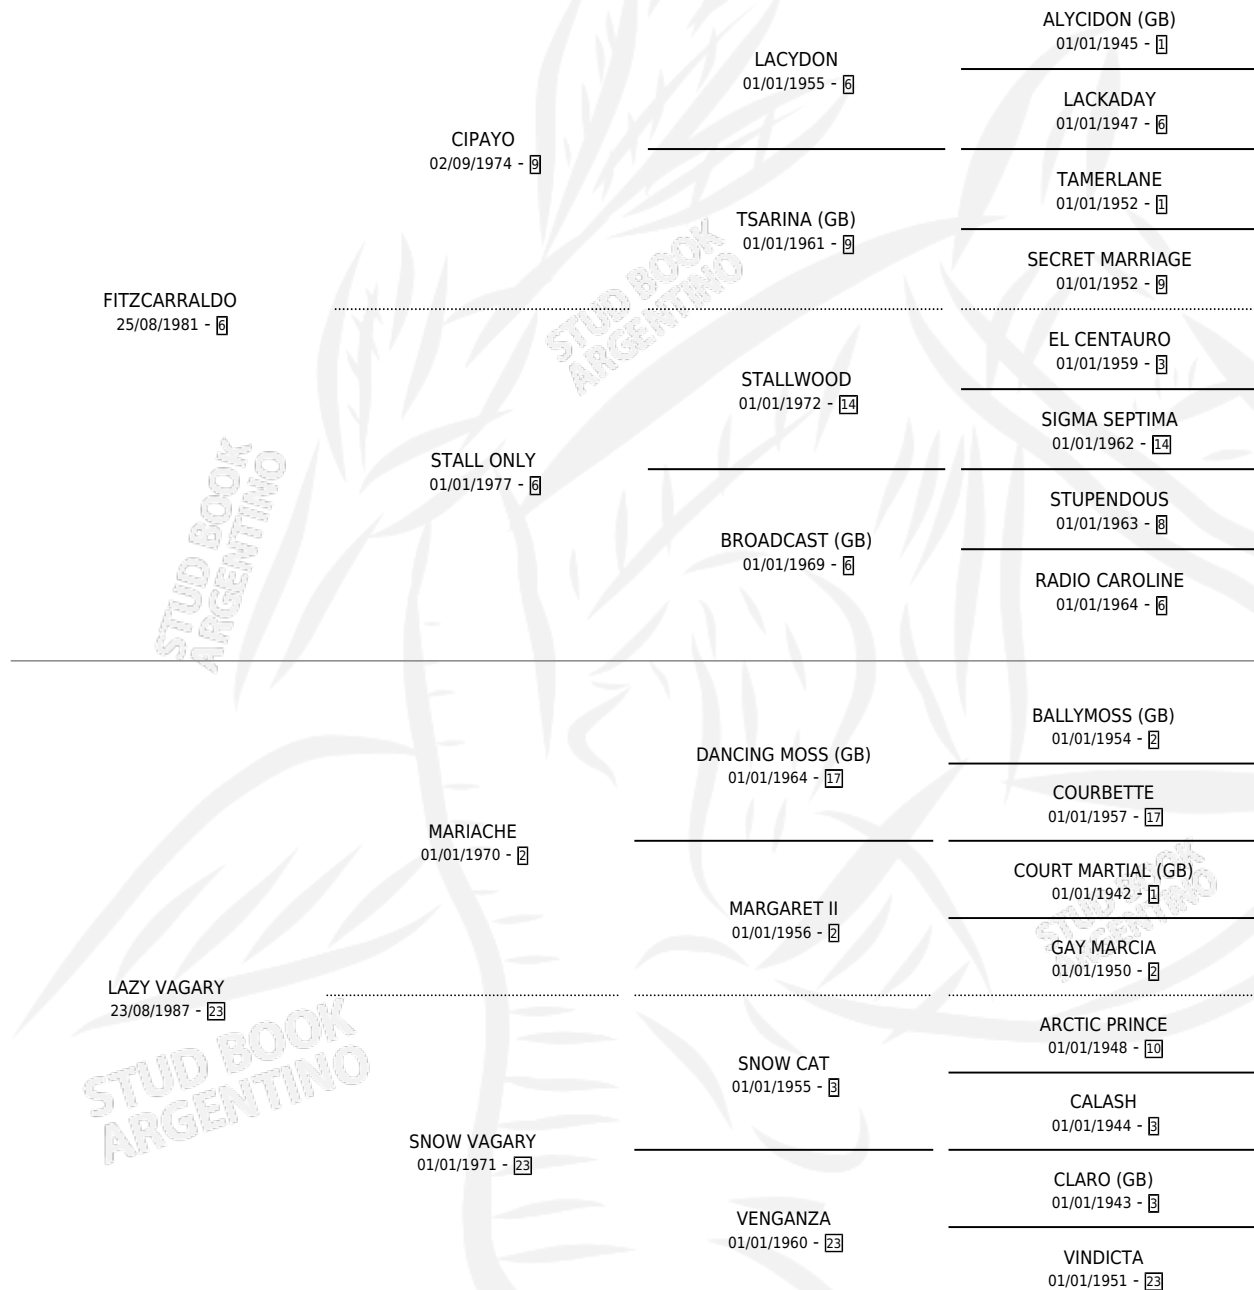 ALYCIDON (GB)
01/01/1945 - 1
LACYDON
01/01/1955 - 6
LACKADAY
01/01/1947 - 6
CIPAYO
02/09/1974 - 9
TAMERLANE
01/01/1952 - 1
TSARINA (GB)
01/01/1961 - 9
SECRET MARRIAGE
01/01/1952 - 9
FITZCARRALDO
25/08/1981 - 6
EL CENTAURO
01/01/1959 - 3
STALLWOOD
01/01/1972 - 14
SIGMA SEPTIMA
01/01/1962 - 14
STALL ONLY
01/01/1977 - 6
STUPENDOUS
01/01/1963 - 8
BROADCAST (GB)
01/01/1969 - 6
RADIO CAROLINE
01/01/1964 - 6
BALLYMOSS (GB)
01/01/1954 - 2
DANCING MOSS (GB)
01/01/1964 - 17
COURBETTE
01/01/1957 - 17
MARIACHE
01/01/1970 - 2
COURT MARTIAL (GB)
01/01/1942 - 1
MARGARET II
01/01/1956 - 2
GAY MARCIA
01/01/1950 - 2
LAZY VAGARY
23/08/1987 - 23
ARCTIC PRINCE
01/01/1948 - 10
SNOW CAT
01/01/1955 - 3
CALASH
01/01/1944 - 3
SNOW VAGARY
01/01/1971 - 23
CLARO (GB)
01/01/1943 - 3
VENGANZA
01/01/1960 - 23
VINDICTA
01/01/1951 - 23
STUD BOOK
ARGENTINO
STUD BOOK
ARGENTINO
STUD BOOK
ARGENTINO
STUD BOOK
ARGENTINO